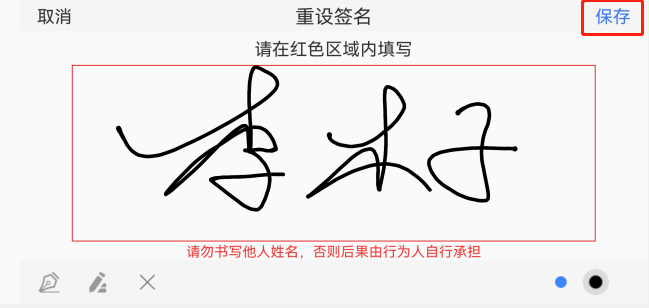 取消 重设签名 保存
请在红色区域内填写
请勿书写他人姓名，否则后果由行为人自行承担